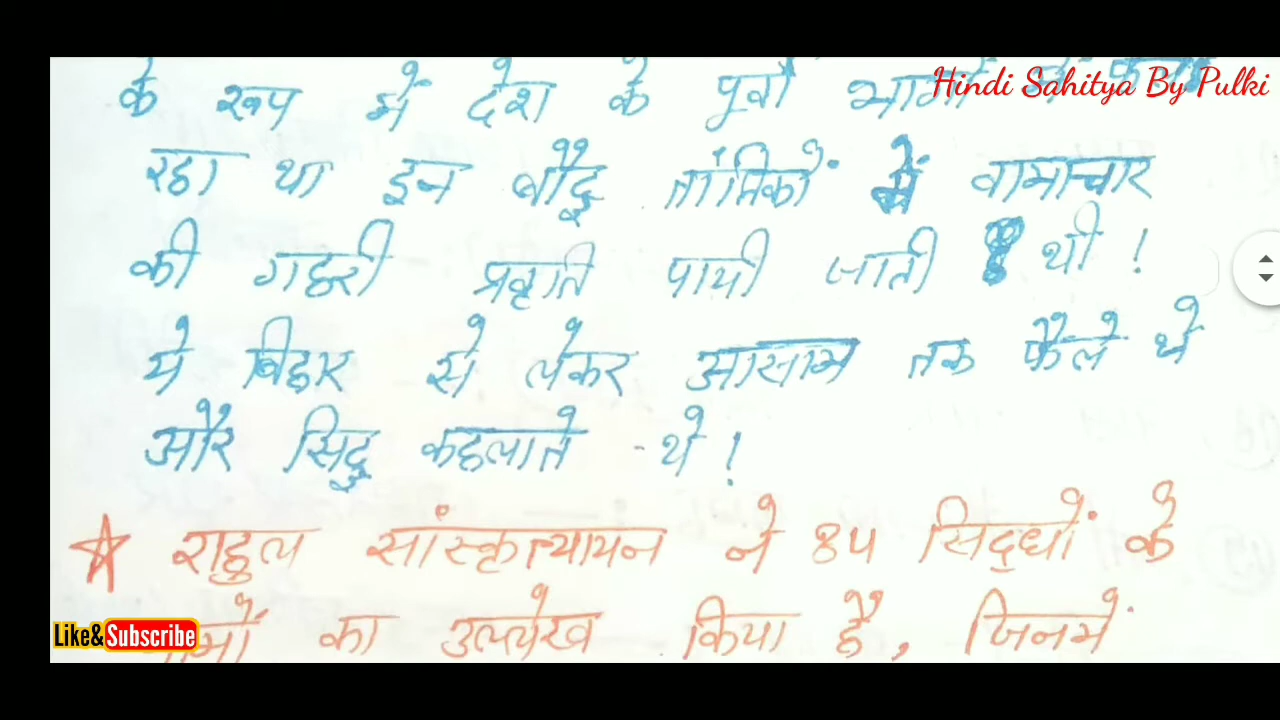 Hindi Sahitya By Pulki
के रूप में देश के पूर्वी भागों में
रहा था इन बौद्ध तांत्रिकों में वामाचार
की गहरी प्रवृति पायी जाती थी !
ये बिहार से लेकर आसाम तक फैले थे
और सिद्ध कहलाते - थे !
राहुल सांस्कृत्यायन ने 84 सिद्धों के
का उल्लेख किया है, जिनमें
Like&Subscribe